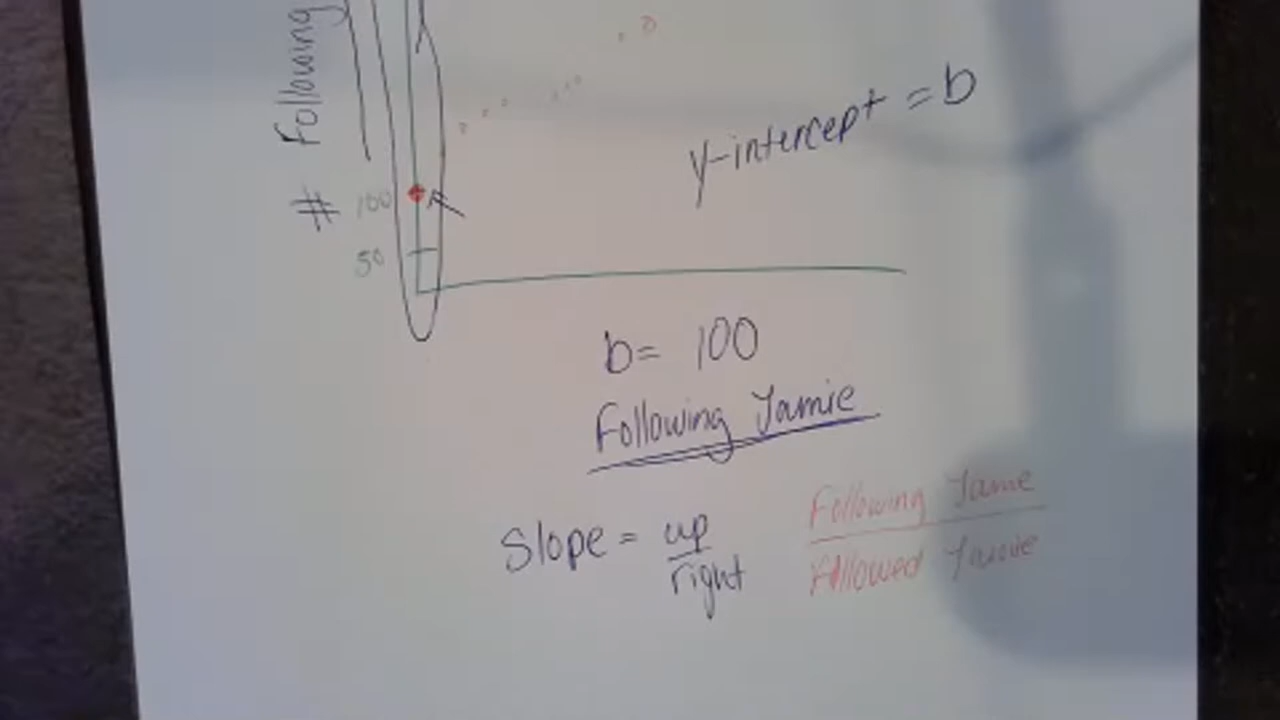 # Following
100
50
y-intercept = b
b= 100
Following Jamie
Slope = up
right
Following Jamie
Followed Jamie